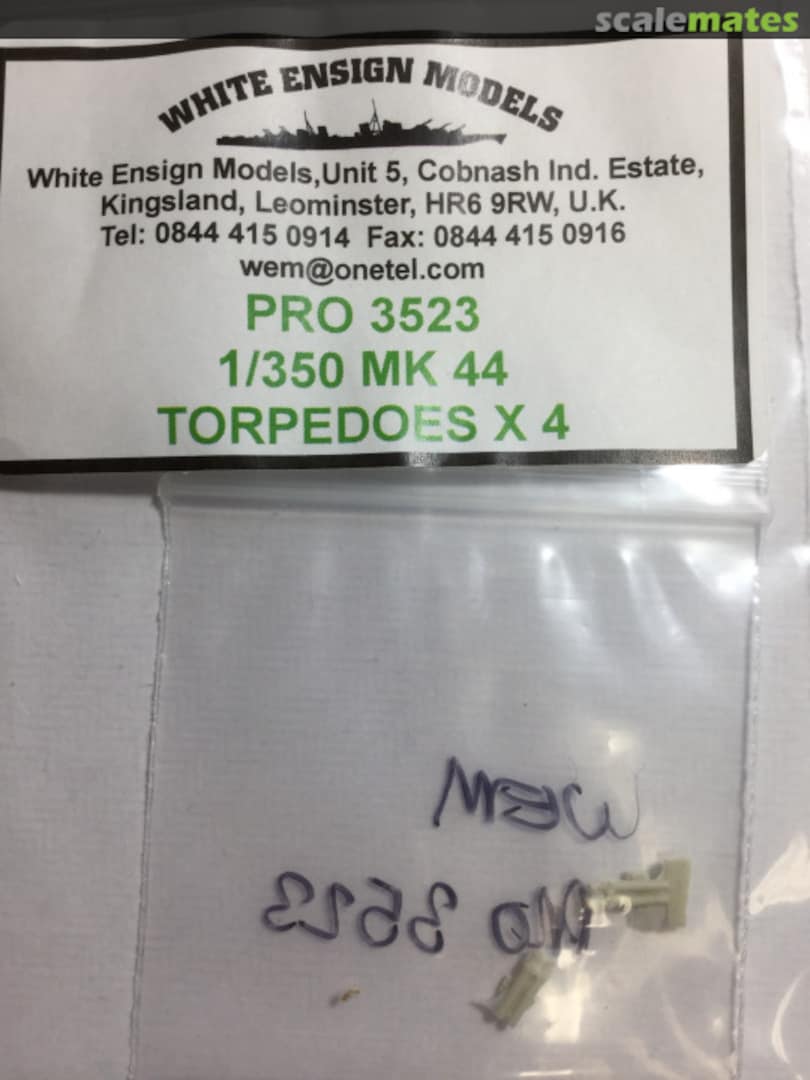 scalemates
WHITE ENSIGN MODELS
White Ensign Models,Unit 5, Cobnash Ind. Estate,
Kingsland, Leominster, HR6 9RW, U.K.
Tel: 0844 415 0914 Fax: 0844 415 0916
wem@onetel.com
PRO 3523
1/350 MK 44
TORPEDOES X 4
WEM
PRO 3523